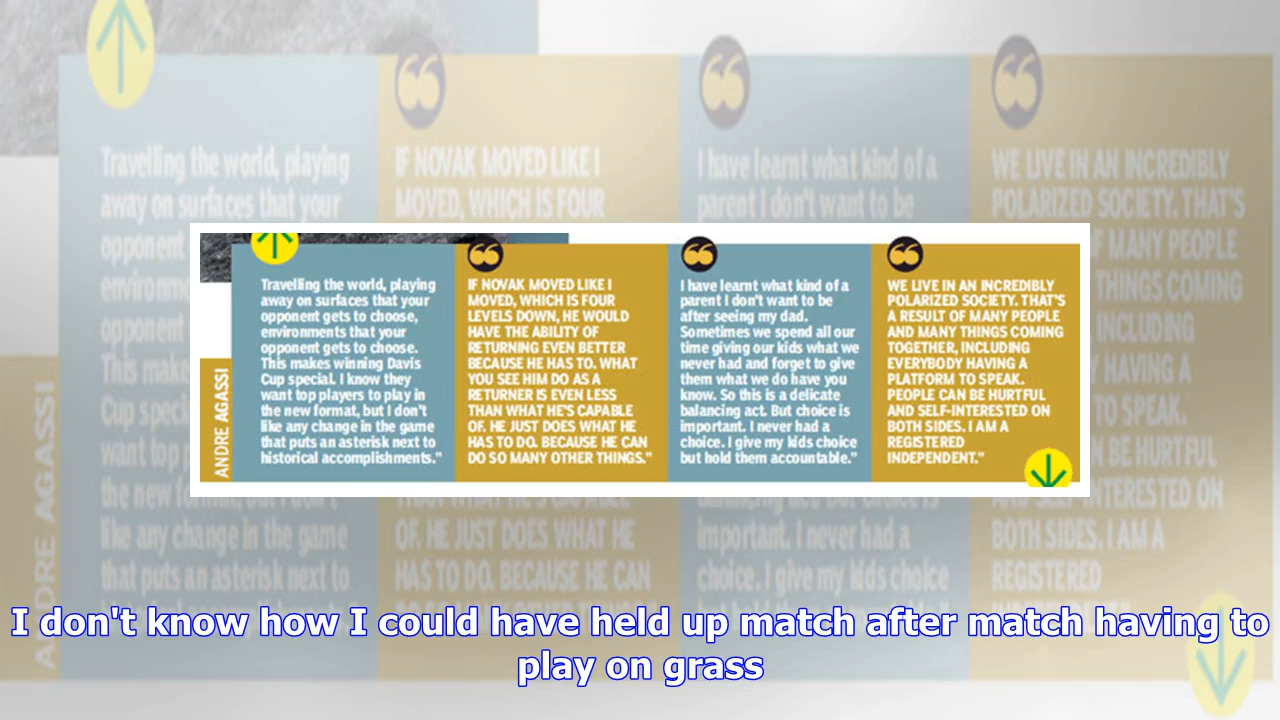 ANDRE AGASSI
Travelling the world, playing
away on surfaces that your
opponent gets to choose,
environments that your
opponent gets to choose.
This makes winning Davis
Cup special. I know they
want top players to play in
the new format, but I don't
like any change in the game
that puts an asterisk next to
historical accomplishments."
IF NOVAK MOVED LIKE I
MOVED, WHICH IS FOUR
LEVELS DOWN, HE WOULD
HAVE THE ABILITY OF
RETURNING EVEN BETTER
BECAUSE HE HAS TO. WHAT
YOU SEE HIM DO AS A
RETURNER IS EVEN LESS
THAN WHAT HE'S CAPABLE
OF. HE JUST DOES WHAT HE
HAS TO DO. BECAUSE HE CAN
DO SO MANY OTHER THINGS."
I have learnt what kind of a
parent I don't want to be
after seeing my dad.
Sometimes we spend all our
time giving our kids what we
never had and forget to give
them what we do have you
know. So this is a delicate
balancing act. But choice is
important. I never had a
choice. I give my kids choice
but hold them accountable."
WE LIVE IN AN INCREDIBLY
POLARIZED SOCIETY. THAT'S
A RESULT OF MANY PEOPLE
AND MANY THINGS COMING
TOGETHER, INCLUDING
EVERYBODY HAVING A
PLATFORM TO SPEAK.
PEOPLE CAN BE HURTFUL
AND SELF-INTERESTED ON
BOTH SIDES. I AM A
REGISTERED
INDEPENDENT."
I don't know how I could have held up match after match having to
play on grass